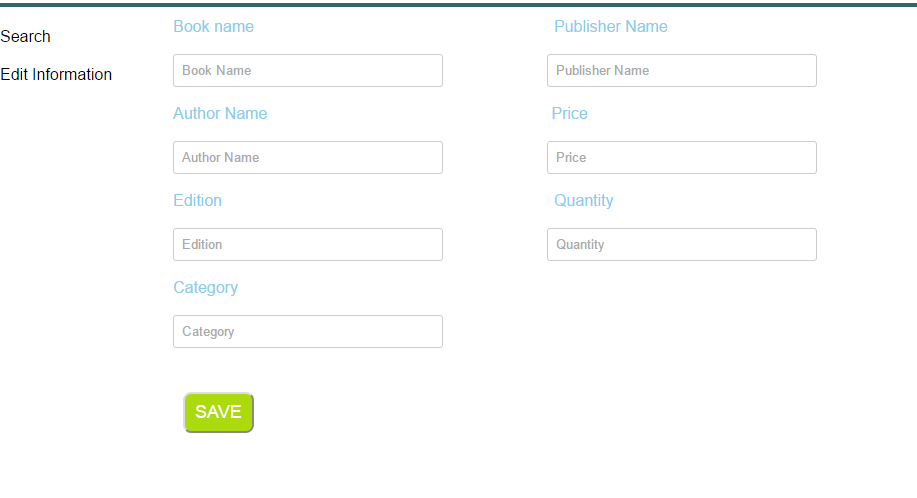 Search
Edit Information
Book name
Publisher Name
Book Name
Publisher Name
Author Name
Price
Author Name
Price
Edition
Quantity
Edition
Quantity
Category
Category
SAVE